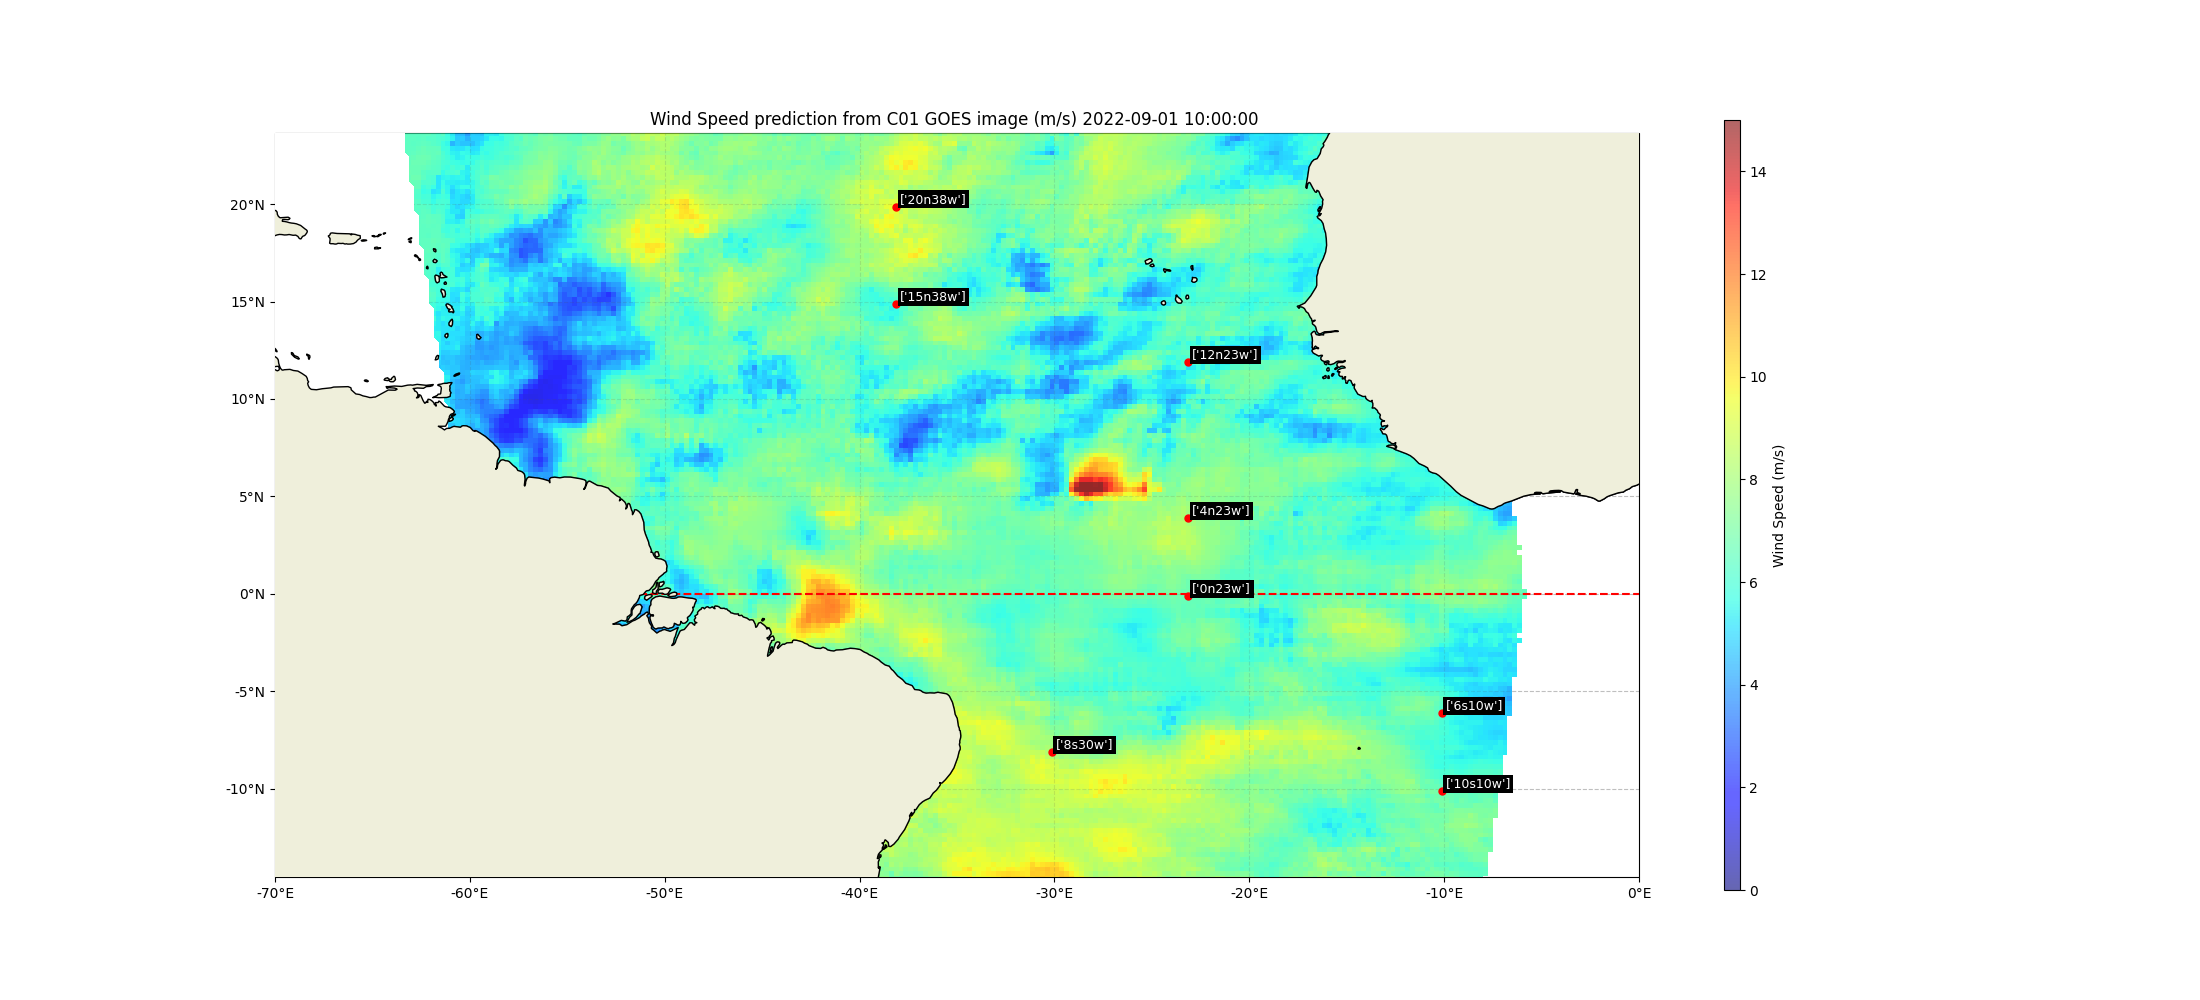 Wind Speed prediction from C01 GOES image (m/s) 2022-09-01 10:00:00
20°N
15°N
10°N
5°N
0°N
-5°N
-10°N
-70°E
-60°E
-50°E
-40°E
-30°E
-20°E
-10°E
0°E
['20n38w']
['15n38w']
['12n23w']
['4n23w']
['0n23w']
['6s10w']
['8s30w']
['10s10w']
14
12
10
8
6
4
2
0
Wind Speed (m/s)